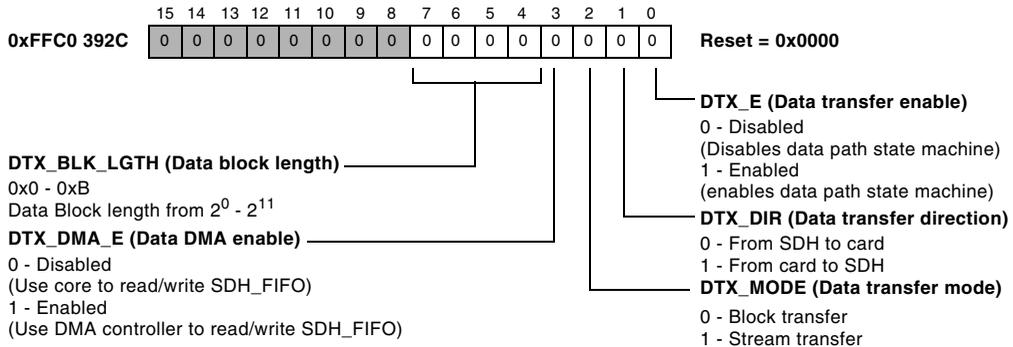 15 14 13 12 11 10 9 8 7 6 5 4 3 2 1 0
0xFFC0 392C 0 0 0 0 0 0 0 0 0 0 0 0 0 0 0 0 Reset = 0x0000
DTX_E (Data transfer enable)
0 - Disabled
(Disables data path state machine)
1 - Enabled
(enables data path state machine)
DTX_BLK_LGTH (Data block length)
0x0 - 0xB
Data Block length from 2⁰ - 2¹¹
DTX_DIR (Data transfer direction)
0 - From SDH to card
1 - From card to SDH
DTX_DMA_E (Data DMA enable)
0 - Disabled
(Use core to read/write SDH_FIFO)
1 - Enabled
(Use DMA controller to read/write SDH_FIFO)
DTX_MODE (Data transfer mode)
0 - Block transfer
1 - Stream transfer